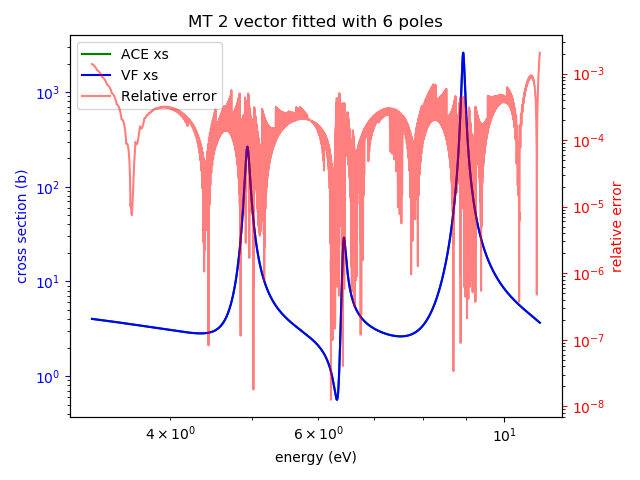 MT 2 vector fitted with 6 poles
ACE xs
VF xs
Relative error
cross section (b)
10³
10²
10¹
10⁰
relative error
10⁻³
10⁻⁴
10⁻⁵
10⁻⁶
10⁻⁷
10⁻⁸
4 × 10⁰
6 × 10⁰
10¹
energy (eV)